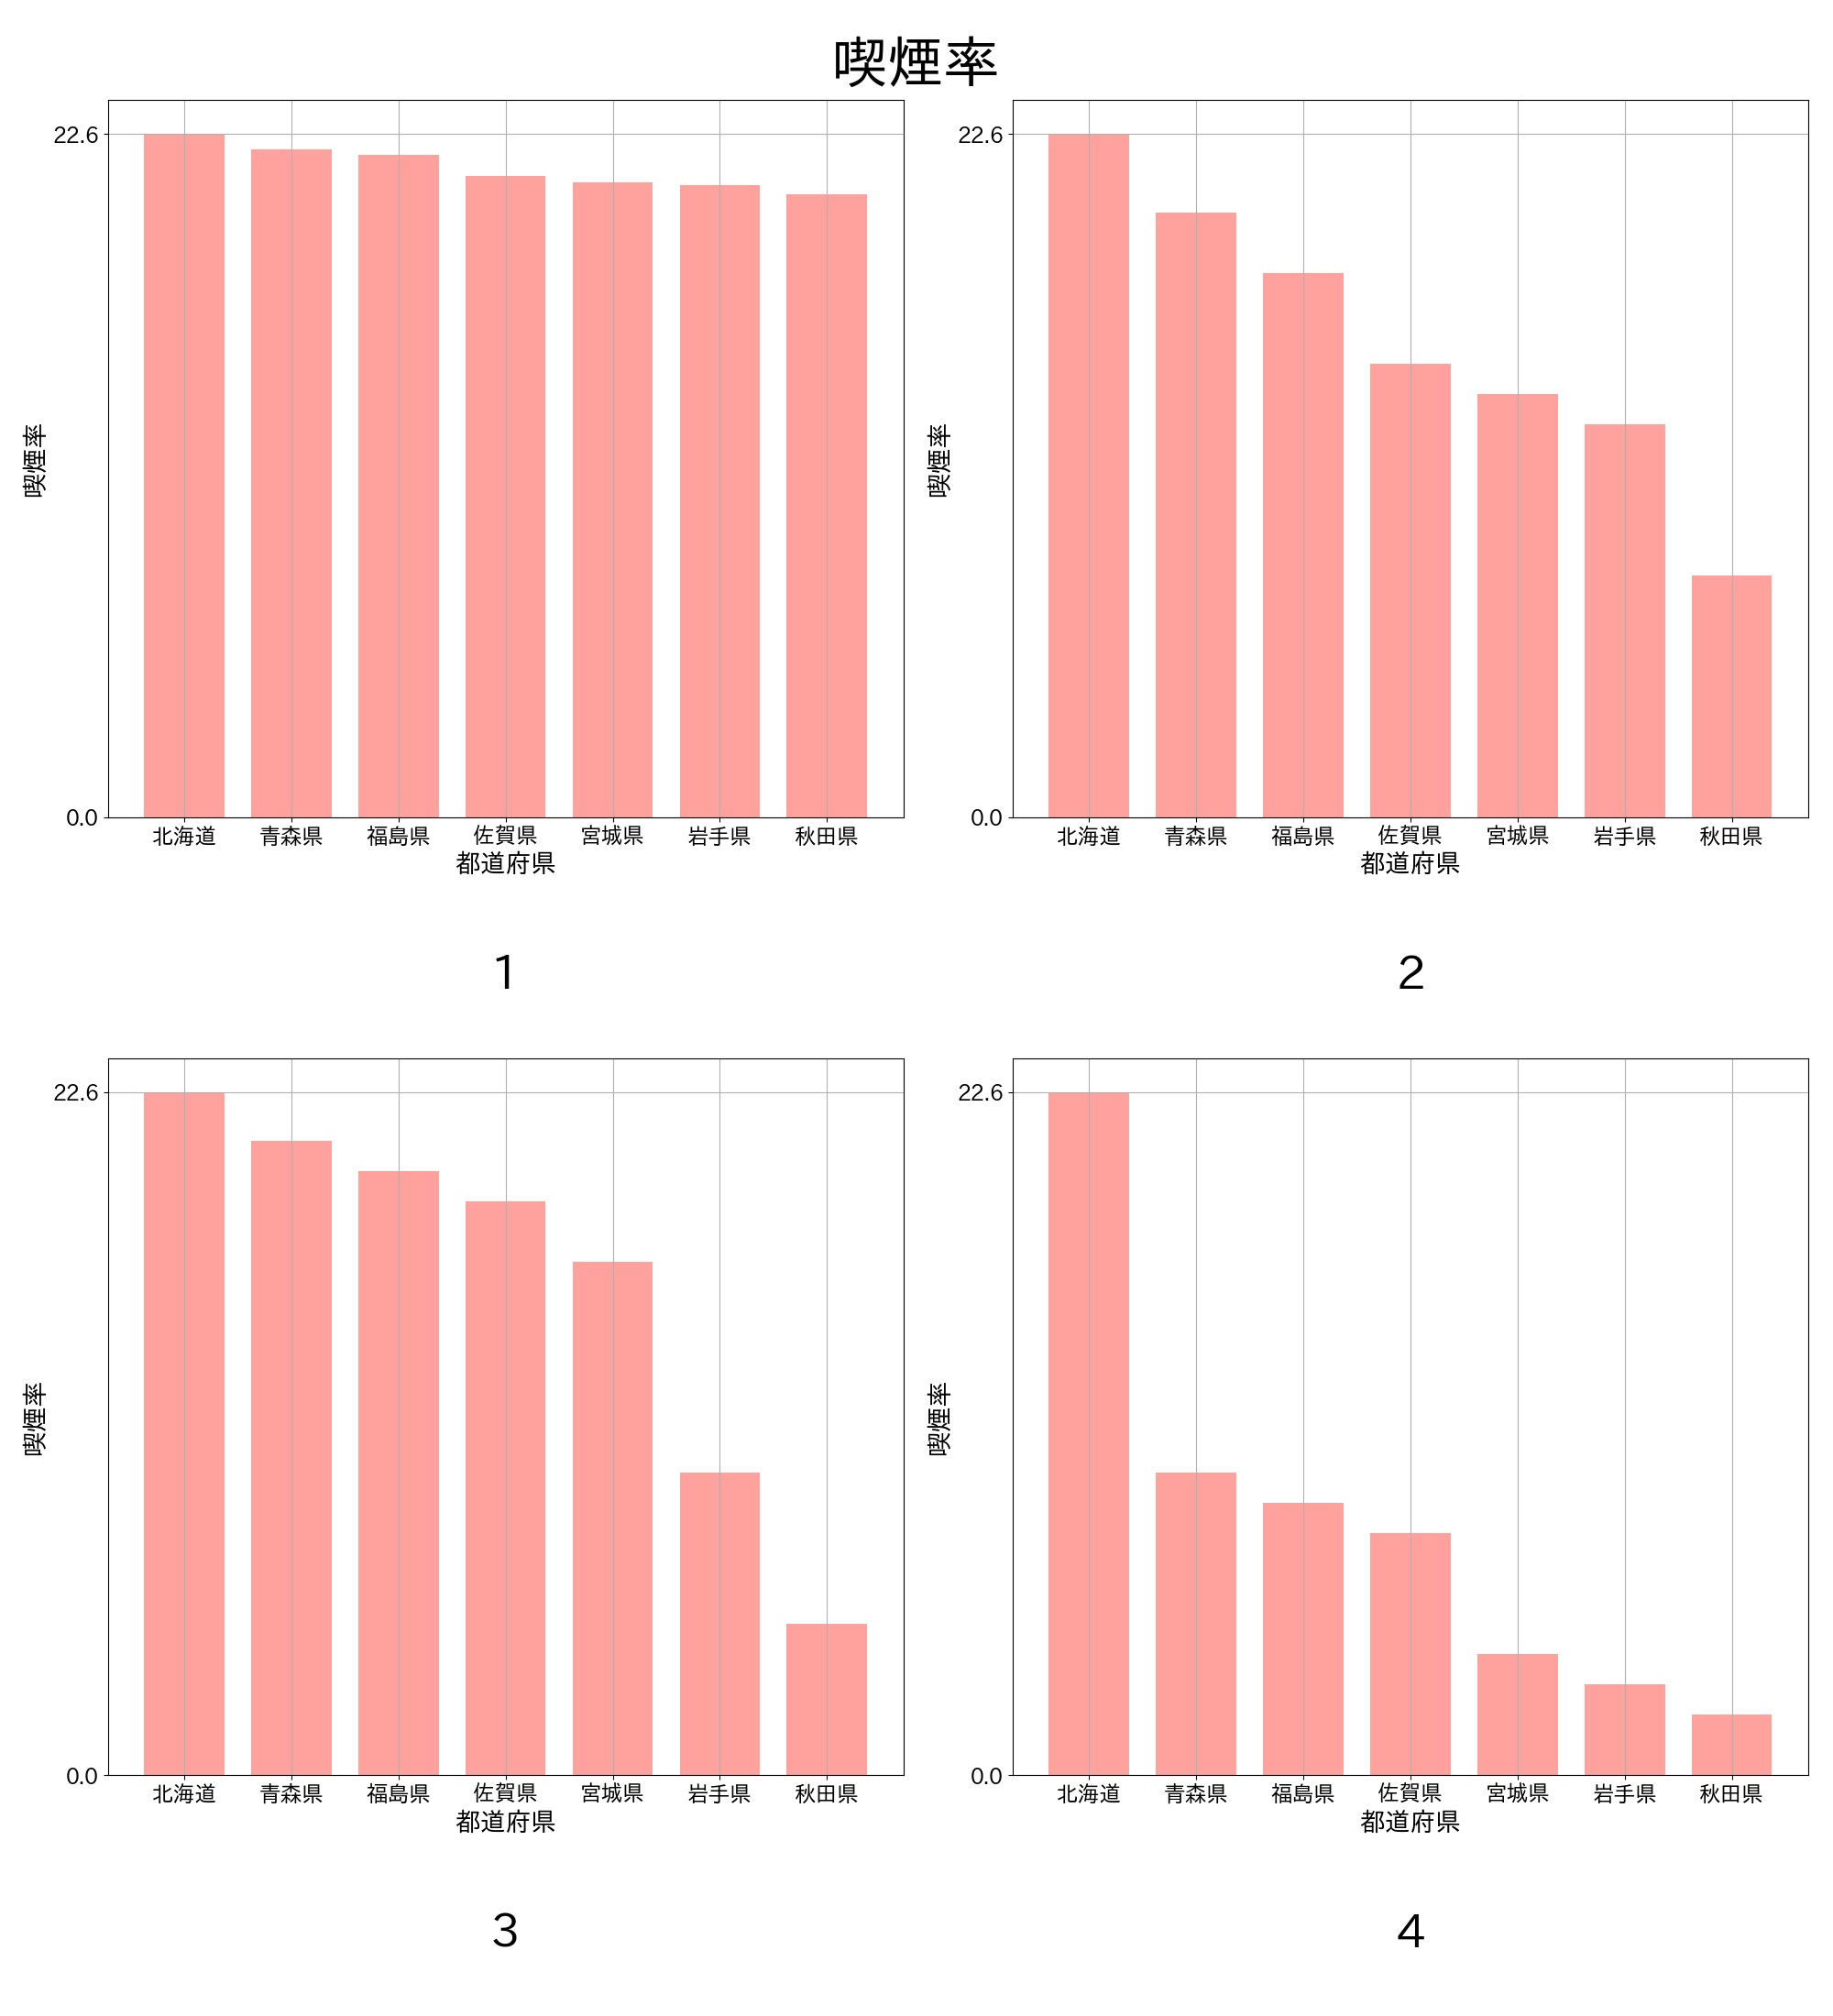 喫煙率
22.6
喫煙率
0.0
北海道 青森県 福島県 佐賀県 宮城県 岩手県 秋田県
都道府県
1
22.6
喫煙率
0.0
北海道 青森県 福島県 佐賀県 宮城県 岩手県 秋田県
都道府県
2
22.6
喫煙率
0.0
北海道 青森県 福島県 佐賀県 宮城県 岩手県 秋田県
都道府県
3
22.6
喫煙率
0.0
北海道 青森県 福島県 佐賀県 宮城県 岩手県 秋田県
都道府県
4